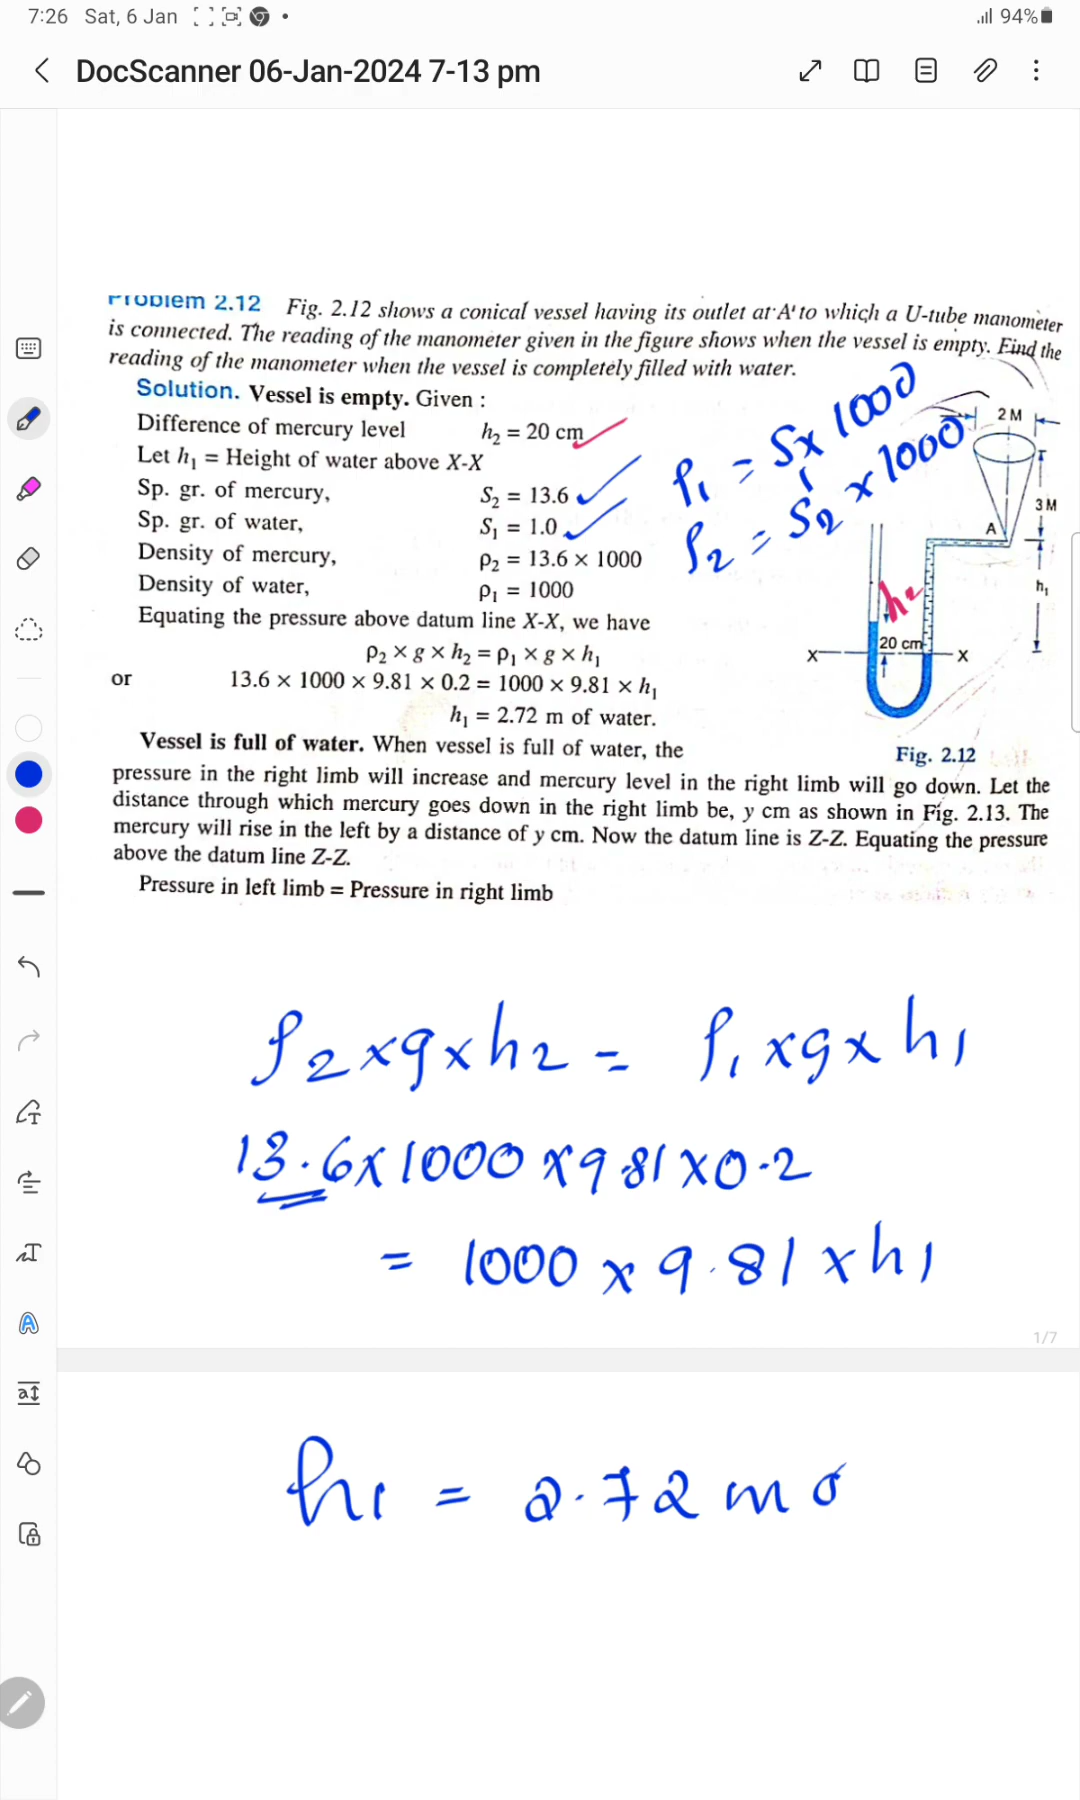 7:26 Sat, 6 Jan
94%
DocScanner 06-Jan-2024 7-13 pm
Problem 2.12 Fig. 2.12 shows a conical vessel having its outlet at A to which a U-tube manometer
is connected. The reading of the manometer given in the figure shows when the vessel is empty. Find the
reading of the manometer when the vessel is completely filled with water.
Solution. Vessel is empty. Given :
Difference of mercury level h₂ = 20 cm
Let h₁ = Height of water above X-X
Sp. gr. of mercury, S₂ = 13.6
Sp. gr. of water, S₁ = 1.0
Density of mercury, ρ₂ = 13.6 × 1000
Density of water, ρ₁ = 1000
Equating the pressure above datum line X-X, we have
ρ₂ × g × h₂ = ρ₁ × g × h₁
or 13.6 × 1000 × 9.81 × 0.2 = 1000 × 9.81 × h₁
h₁ = 2.72 m of water.
ρ₁ = S₁ × 1000
ρ₂ = S₂ × 1000
2 M
3 M
A
h₁
h₂
20 cm
X X
Fig. 2.12
Vessel is full of water. When vessel is full of water, the
pressure in the right limb will increase and mercury level in the right limb will go down. Let the
distance through which mercury goes down in the right limb be, y cm as shown in Fig. 2.13. The
mercury will rise in the left by a distance of y cm. Now the datum line is Z-Z. Equating the pressure
above the datum line Z-Z.
Pressure in left limb = Pressure in right limb
ρ₂ × g × h₂ = ρ₁ × g × h₁
13.6 × 1000 × 9.81 × 0.2
= 1000 × 9.81 × h₁
1/7
h₁ = 2.72 m o